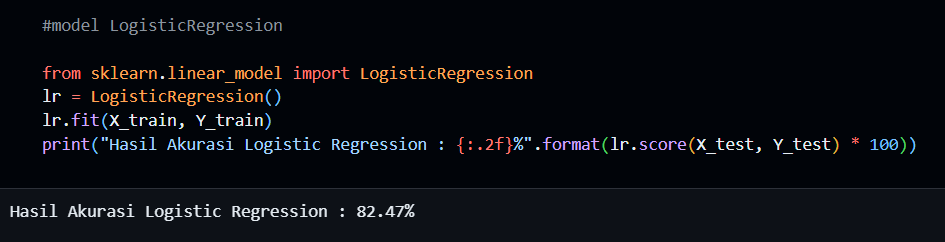 #model LogisticRegression
from sklearn.linear_model import LogisticRegression
lr = LogisticRegression()
lr.fit(X_train, Y_train)
print("Hasil Akurasi Logistic Regression : {:.2f}%".format(lr.score(X_test, Y_test) * 100))
Hasil Akurasi Logistic Regression : 82.47%